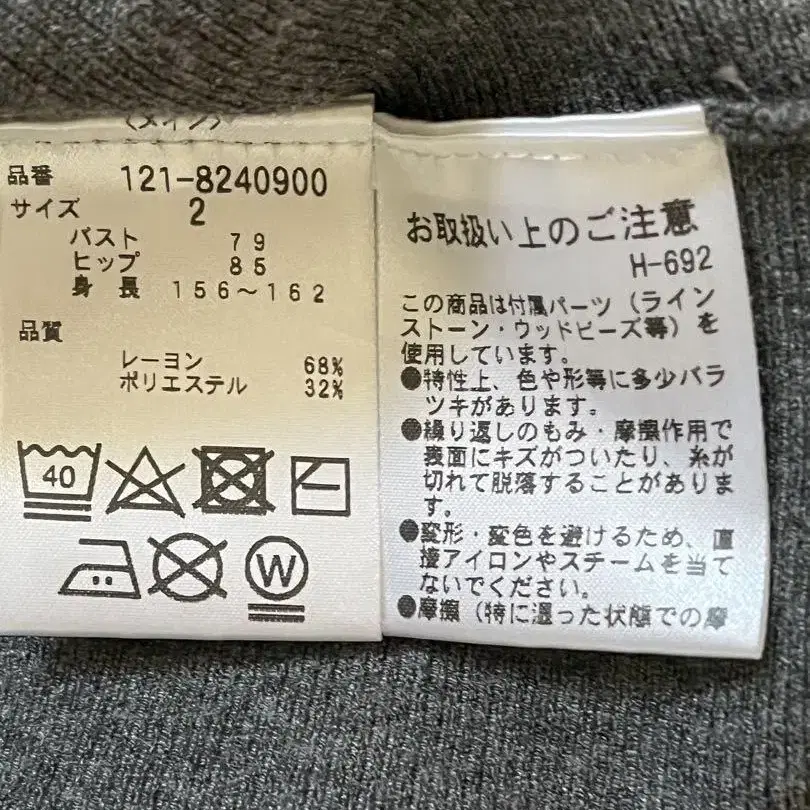 (メイン)
品番 121-8240900
サイズ 2
バスト 79
ヒップ 85
身長 156〜162
品質
レーヨン 68%
ポリエステル 32%
40
W
お取扱い上のご注意
H-692
この商品は付属パーツ（ライン
ストーン・ウッドビーズ等）を
使用しています。
●特性上、色や形等に多少バラ
ツキがあります。
●繰り返しのもみ・摩擦作用で
表面にキズがついたり、糸が
切れて脱落することがありま
す。
●変形・変色を避けるため、直
接アイロンやスチームを当て
ないでください。
●摩擦（特に湿った状態での摩